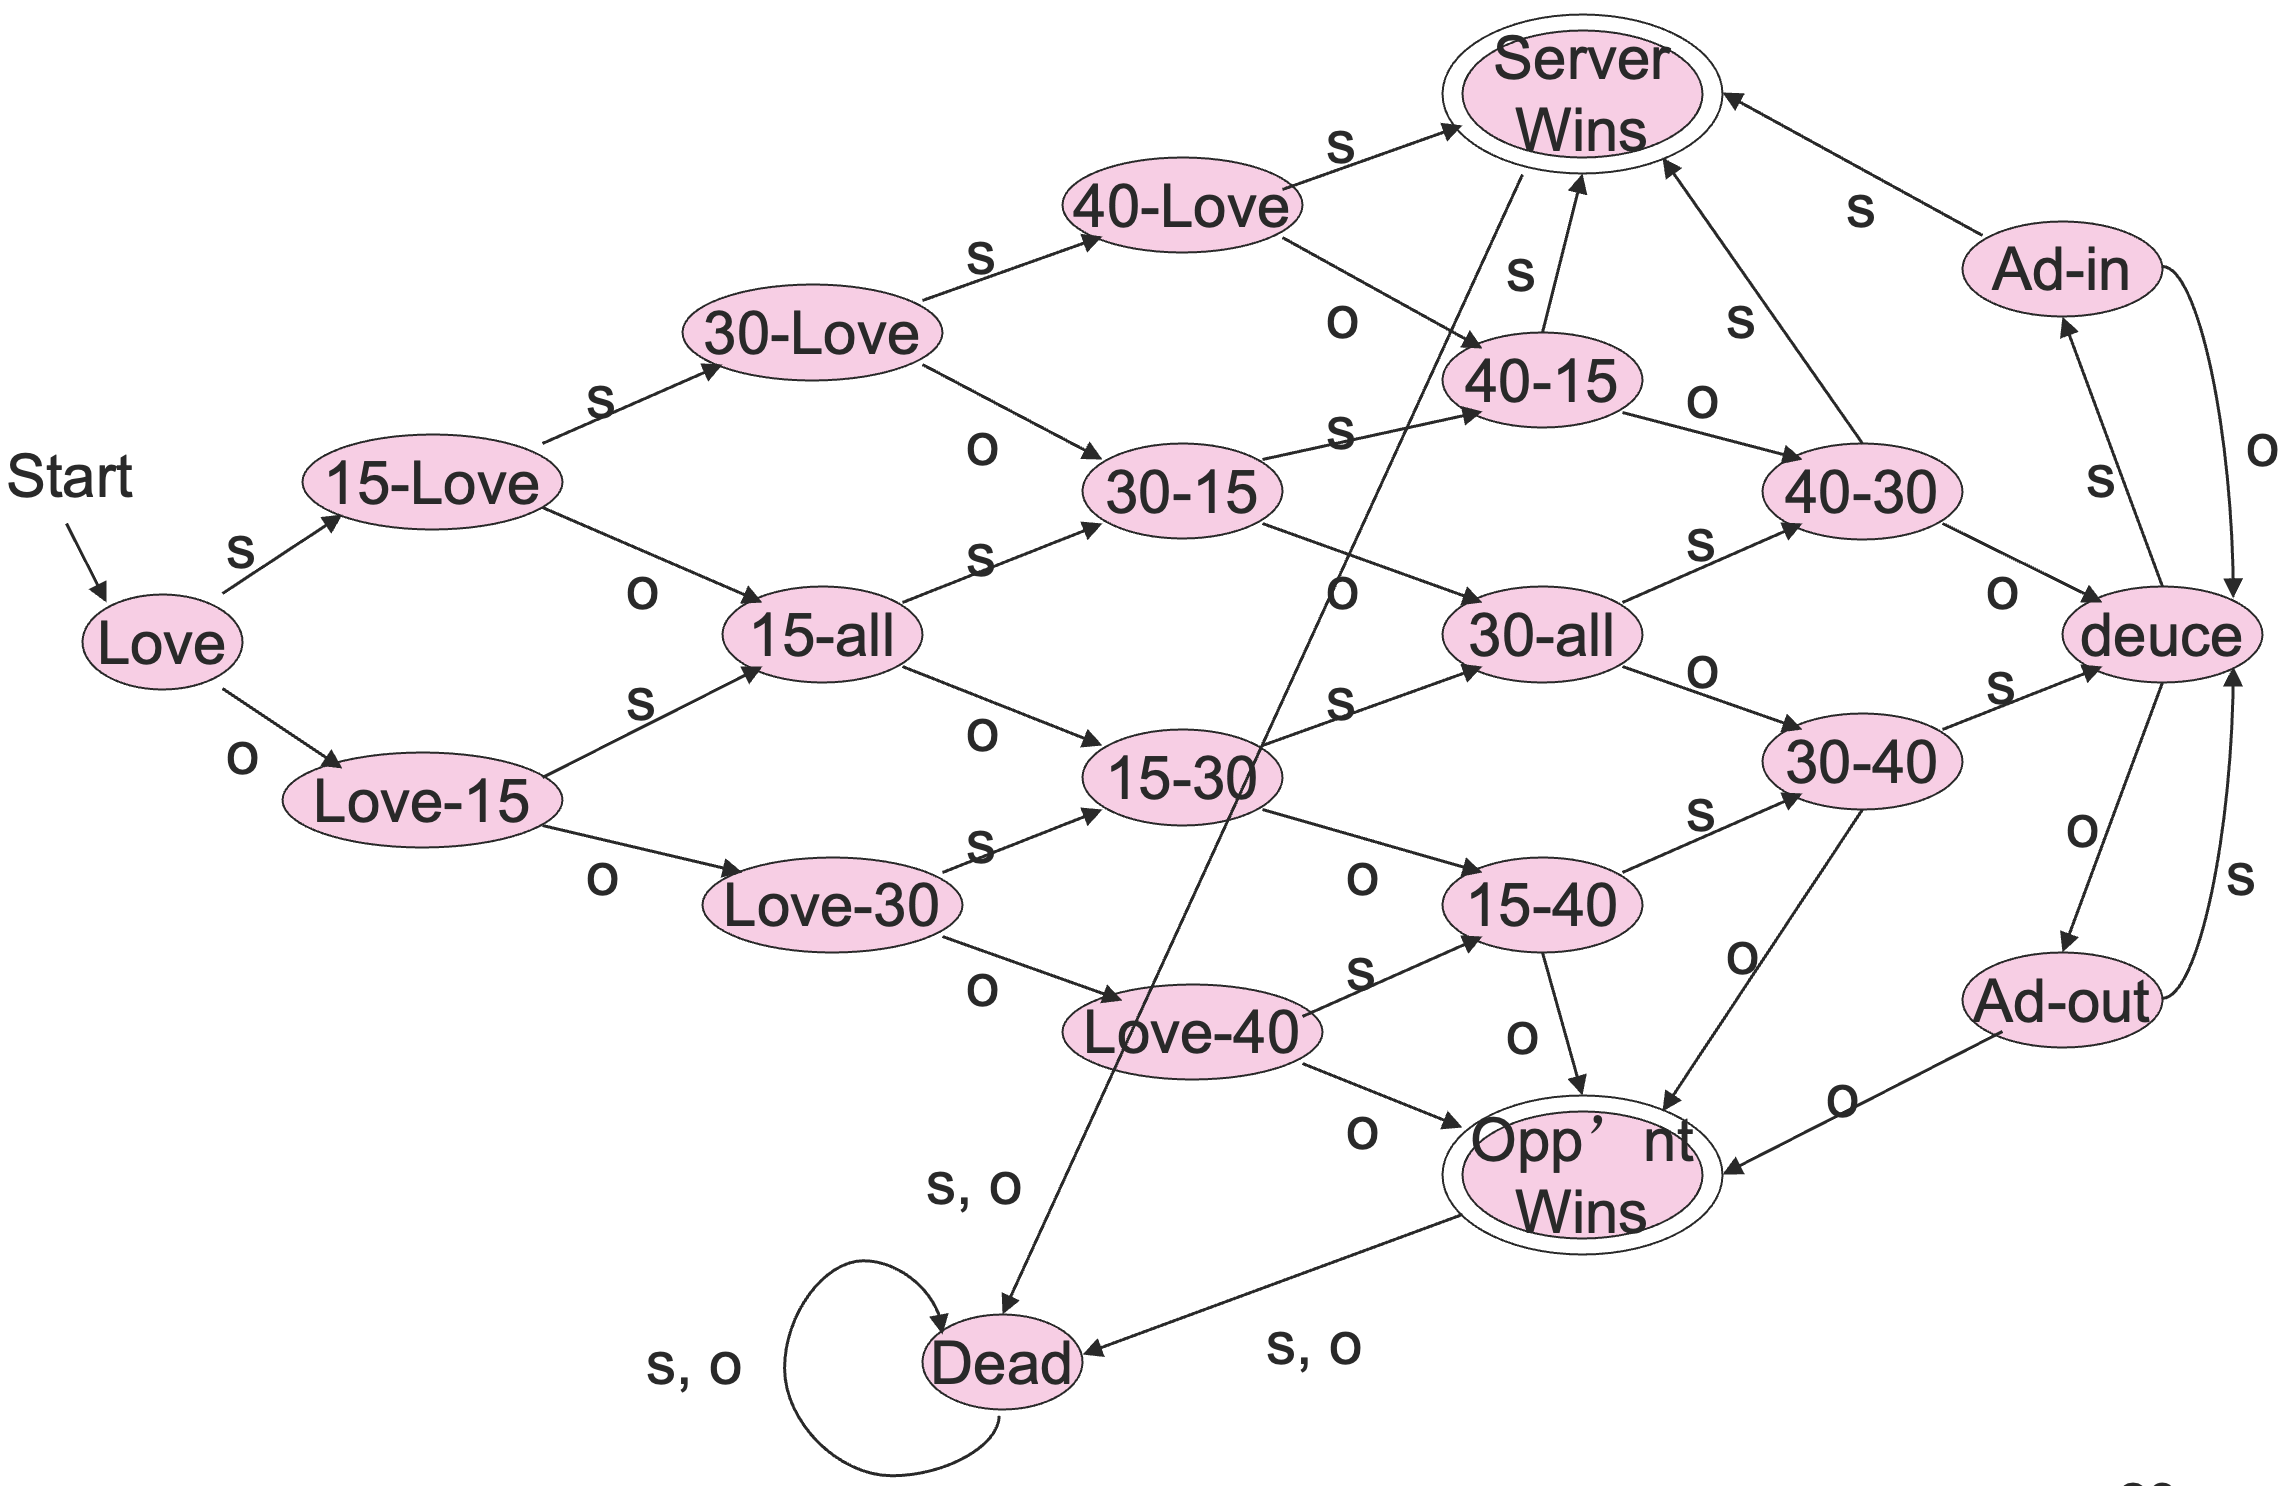 Server
Wins
s
40-Love
s
s
Ad-in
s
s
o
30-Love
s
40-15
o
s
o
o
s
Start
15-Love
30-15
40-30
s
s
s
s
o
o
o
Love
15-all
30-all
deuce
s
o
s
s
o
o
Love-15
15-30
30-40
s
s
o
o
o
s
Love-30
15-40
o
s
o
o
Ad-out
Love-40
o
o
o
Opp’nt
Wins
s, o
s, o
Dead
s, o